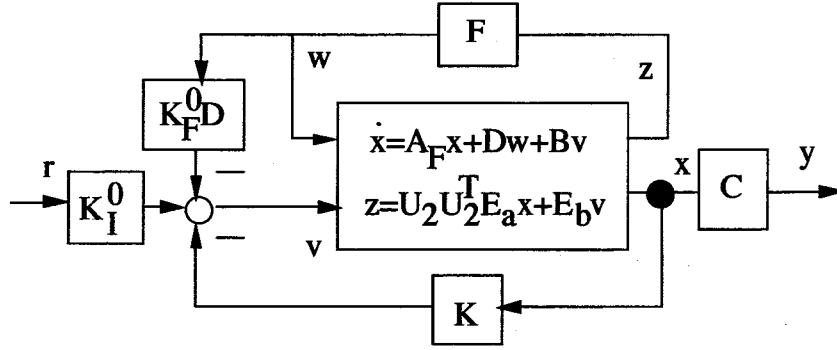 F
w
z
K_F^0 D
ẋ=A_F x+Dw+Bv
z=U_2 U_2^T E_a x+E_b v
r
K_I^0
x
C
y
v
K